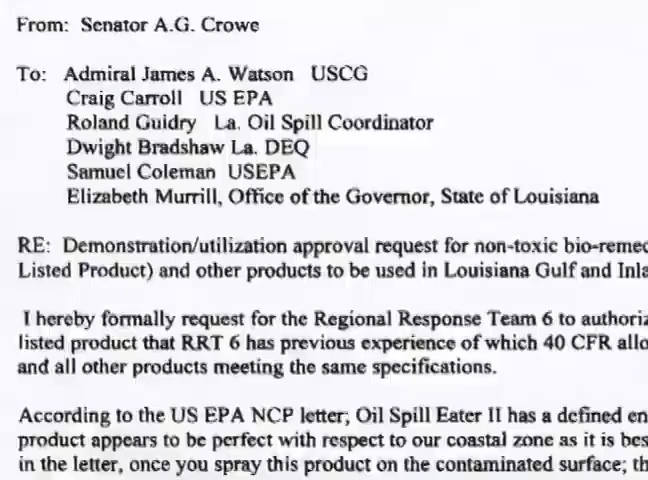 From: Senator A.G. Crowe
To: Admiral James A. Watson USCG
Craig Carroll US EPA
Roland Guidry La. Oil Spill Coordinator
Dwight Bradshaw La. DEQ
Samuel Coleman USEPA
Elizabeth Murrill, Office of the Governor, State of Louisiana
RE: Demonstration/utilization approval request for non-toxic bio-remed
Listed Product) and other products to be used in Louisiana Gulf and Inla
I hereby formally request for the Regional Response Team 6 to authoriz
listed product that RRT 6 has previous experience of which 40 CFR allo
and all other products meeting the same specifications.
According to the US EPA NCP letter; Oil Spill Eater II has a defined en
product appears to be perfect with respect to our coastal zone as it is bes
in the letter, once you spray this product on the contaminated surface; th